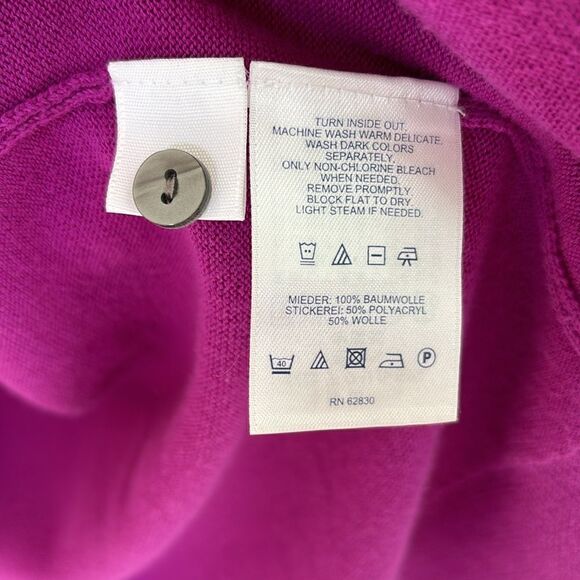 TURN INSIDE OUT.
MACHINE WASH WARM DELICATE.
WASH DARK COLORS
SEPARATELY.
ONLY NON-CHLORINE BLEACH
WHEN NEEDED.
REMOVE PROMPTLY.
BLOCK FLAT TO DRY.
LIGHT STEAM IF NEEDED.
MIEDER: 100% BAUMWOLLE
STICKEREI: 50% POLYACRYL
50% WOLLE
40 P
RN 62830